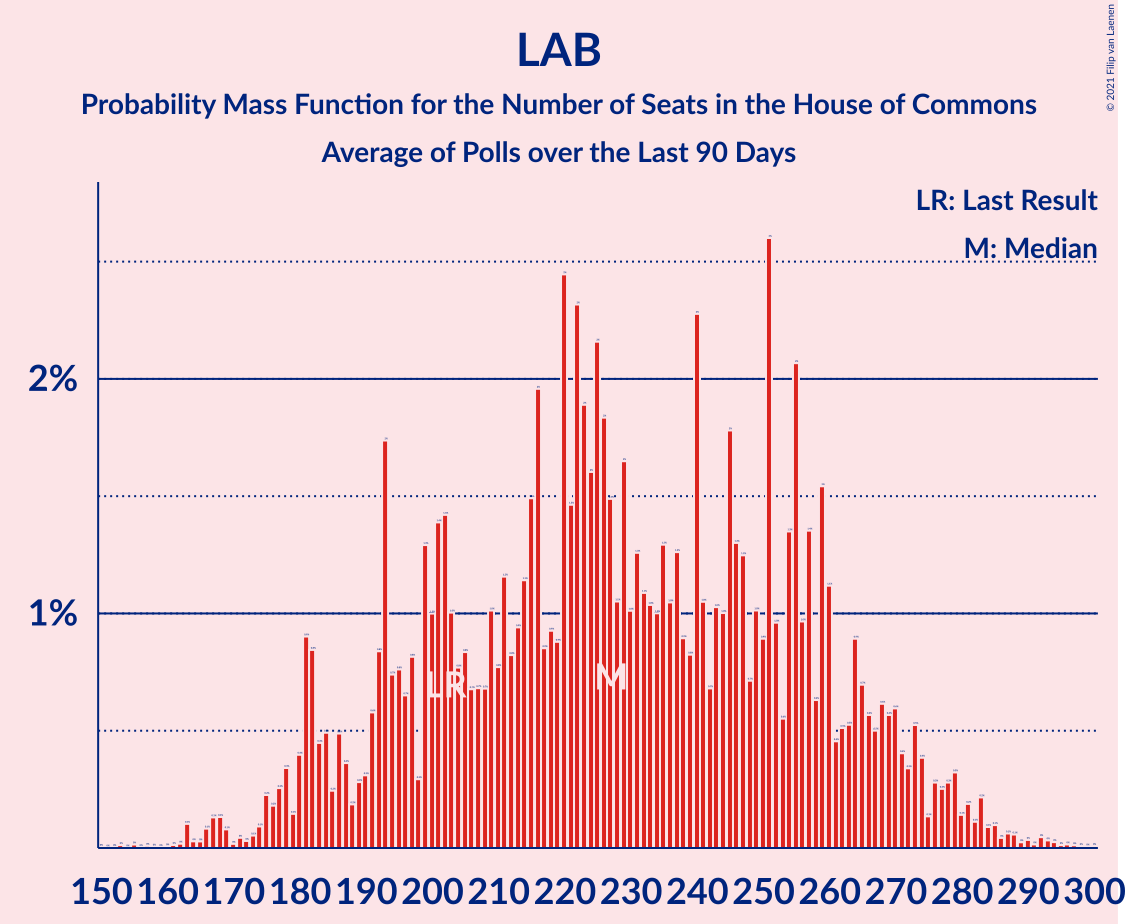 LAB
Probability Mass Function for the Number of Seats in the House of Commons
Average of Polls over the Last 90 Days
© 2021 Filip van Laenen
LR: Last Result
M: Median
2%
1%
LR
M
150 160 170 180 190 200 210 220 230 240 250 260 270 280 290 300